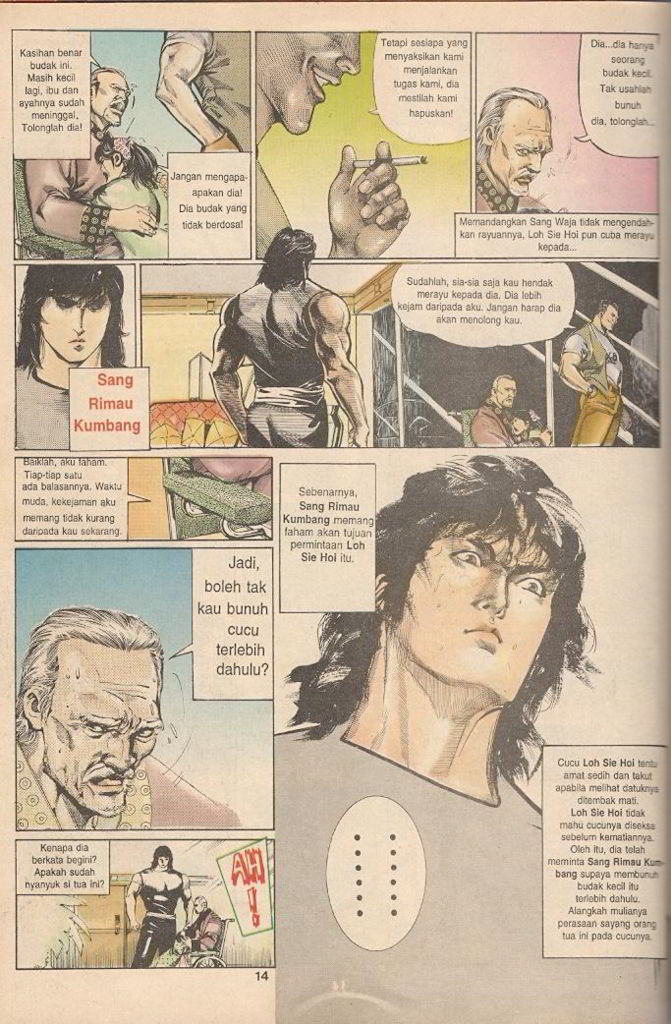 Kasihan benar
budak ini.
Masih kecil
lagi, ibu dan
ayahnya sudah
meninggal.
Tolonglah dia!
Jangan mengapa-
apakan dia!
Dia budak yang
tidak berdosa!
Tetapi sesiapa yang
menyaksikan kami
menjalankan
tugas kami, dia
mestilah kami
hapuskan!
Dia...dia hanya
seorang
budak kecil.
Tak usahlah
bunuh
dia, tolonglah...
Memandangkan Sang Waja tidak mengendah-
kan rayuannya, Loh Sie Hoi pun cuba merayu
kepada...
Sang
Rimau
Kumbang
Sudahlah, sia-sia saja kau hendak
merayu kepada dia. Dia lebih
kejam daripada aku. Jangan harap dia
akan menolong kau.
Baiklah, aku faham.
Tiap-tiap satu
ada balasannya. Waktu
muda, kekejaman aku
memang tidak kurang
daripada kau sekarang.
Sebenarnya,
Sang Rimau
Kumbang memang
faham akan tujuan
permintaan Loh
Sie Hoi itu.
Jadi,
boleh tak
kau bunuh
cucu
terlebih
dahulu?
Cucu Loh Sie Hoi tentu
amat sedih dan takut
apabila melihat datuknya
ditembak mati.
Loh Sie Hoi tidak
mahu cucunya diseksa
sebelum kematiannya.
Oleh itu, dia telah
meminta Sang Rimau Kum-
bang supaya membunuh
budak kecil itu
terlebih dahulu.
Alangkah mulianya
perasaan sayang orang
tua ini pada cucunya.
Kenapa dia
berkata begini?
Apakah sudah
nyanyuk si tua ini?
AH
!
14